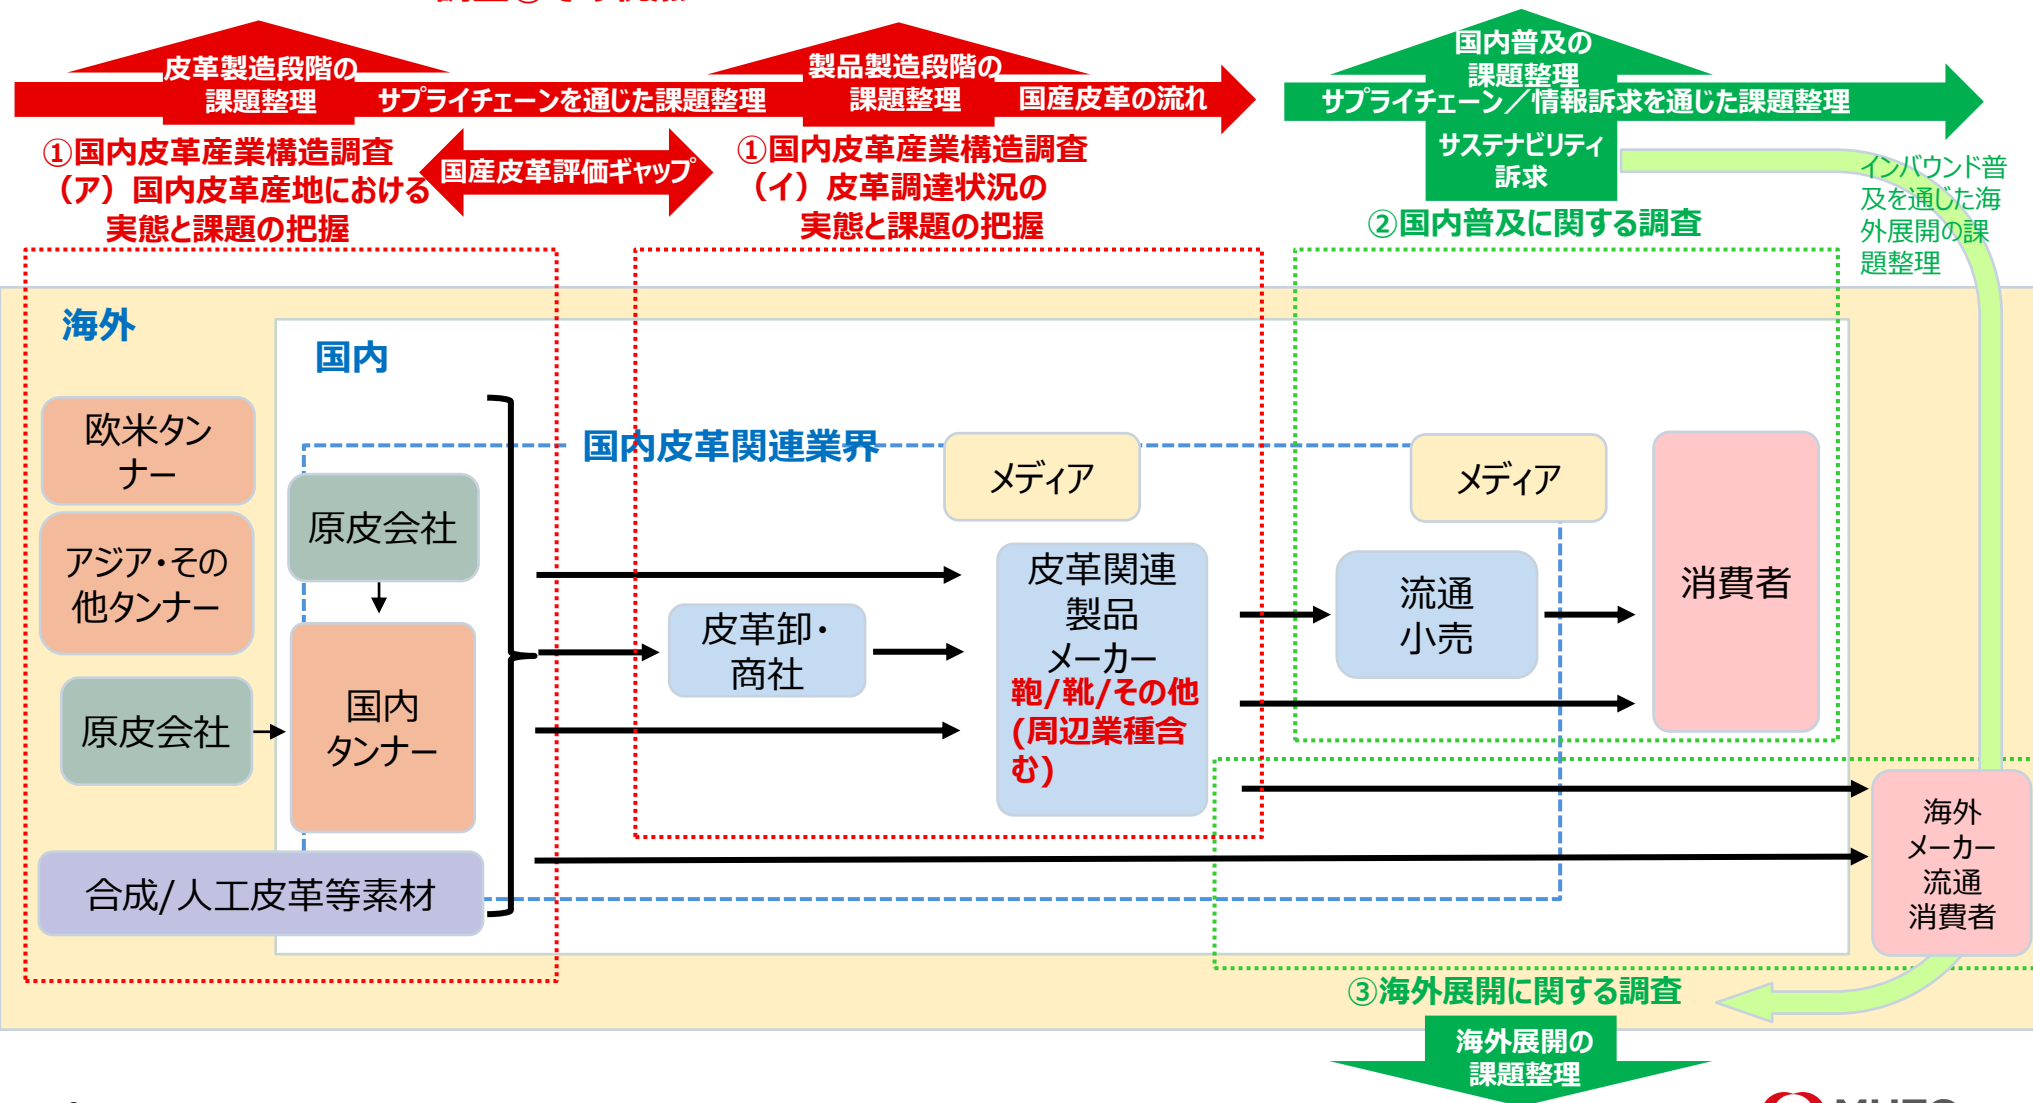 皮革製造段階の
課題整理
サプライチェーンを通じた課題整理
製品製造段階の
課題整理
国産皮革の流れ
国内普及の
課題整理
サプライチェーン／情報訴求を通じた課題整理
サステナビリティ
訴求
①国内皮革産業構造調査
（ア）国内皮革産地における
実態と課題の把握
国産皮革評価ギャップ
①国内皮革産業構造調査
（イ）皮革調達状況の
実態と課題の把握
②国内普及に関する調査
インバウンド普
及を通じた海
外展開の課
題整理
海外
国内
国内皮革関連業界
欧米タン
ナー
アジア・その
他タンナー
原皮会社
原皮会社
国内
タンナー
合成/人工皮革等素材
皮革卸・
商社
メディア
皮革関連
製品
メーカー
鞄/靴/その他
(周辺業種含
む)
メディア
流通
小売
消費者
海外
メーカー
流通
消費者
③海外展開に関する調査
海外展開の
課題整理